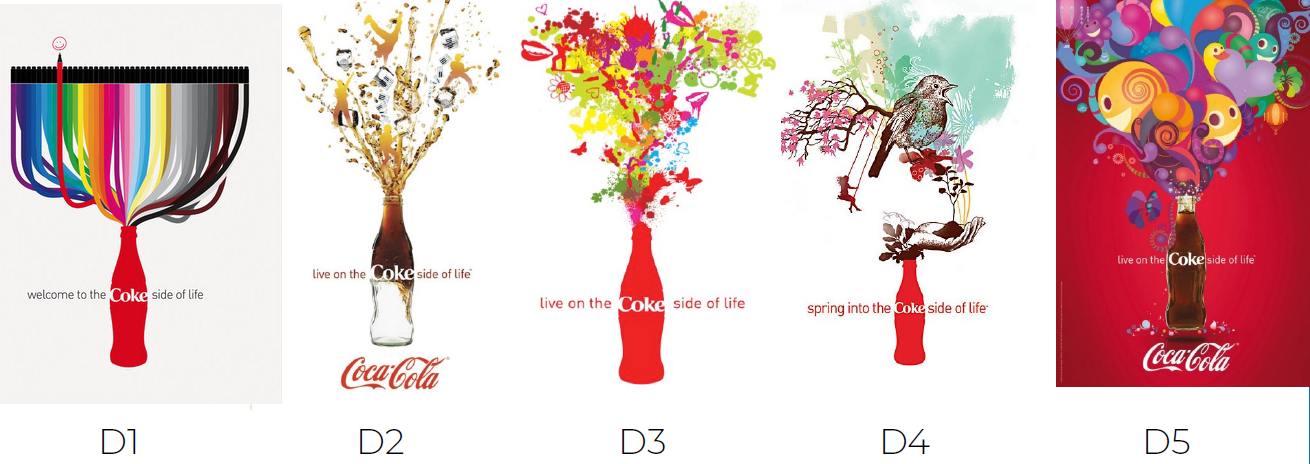 welcome to the Coke side of life
live on the Coke side of life
Coca-Cola
live on the Coke side of life
spring into the Coke side of life
live on the Coke side of life
Coca-Cola
D1
D2
D3
D4
D5